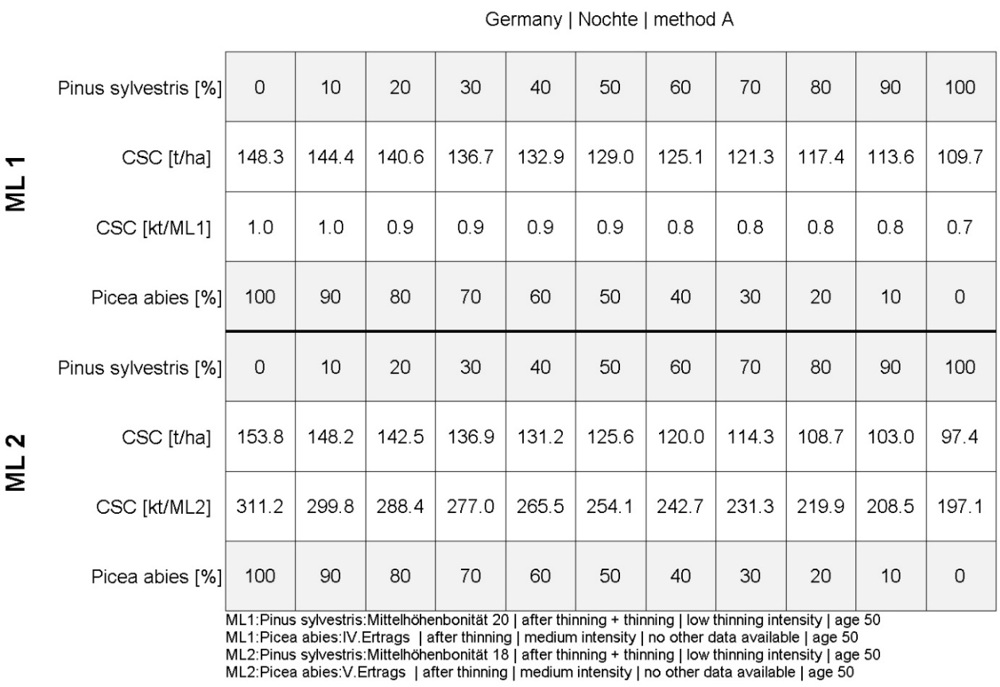 Germany | Nochte | method A
ML 1
Pinus sylvestris [%] 0 10 20 30 40 50 60 70 80 90 100
CSC [t/ha] 148.3 144.4 140.6 136.7 132.9 129.0 125.1 121.3 117.4 113.6 109.7
CSC [kt/ML1] 1.0 1.0 0.9 0.9 0.9 0.9 0.8 0.8 0.8 0.8 0.7
Picea abies [%] 100 90 80 70 60 50 40 30 20 10 0
ML 2
Pinus sylvestris [%] 0 10 20 30 40 50 60 70 80 90 100
CSC [t/ha] 153.8 148.2 142.5 136.9 131.2 125.6 120.0 114.3 108.7 103.0 97.4
CSC [kt/ML2] 311.2 299.8 288.4 277.0 265.5 254.1 242.7 231.3 219.9 208.5 197.1
Picea abies [%] 100 90 80 70 60 50 40 30 20 10 0
ML1:Pinus sylvestris:Mittelhöhenbonität 20 | after thinning + thinning | low thinning intensity | age 50
ML1:Picea abies:IV.Ertrags | after thinning | medium intensity | no other data available | age 50
ML2:Pinus sylvestris:Mittelhöhenbonität 18 | after thinning + thinning | low thinning intensity | age 50
ML2:Picea abies:V.Ertrags | after thinning | medium intensity | no other data available | age 50